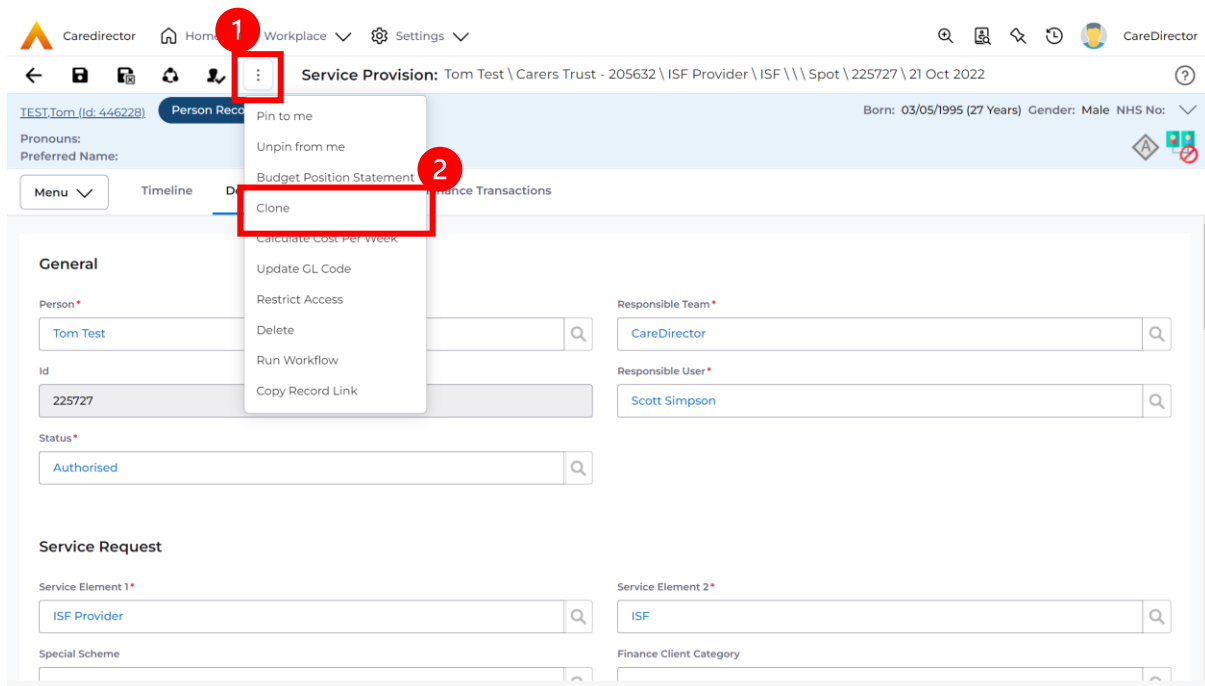 1
Caredirector Home Workplace Settings CareDirector
Service Provision: Tom Test \ Carers Trust - 205632 \ ISF Provider \ ISF \ \ \ Spot \ 225727 \ 21 Oct 2022
TEST,Tom (Id: 446228) Person Reco Born: 03/05/1995 (27 Years) Gender: Male NHS No:
Pronouns:
Preferred Name:
A
Pin to me
Unpin from me
Budget Position Statement
2
Clone
Calculate Cost Per Week
Update GL Code
Restrict Access
Delete
Run Workflow
Copy Record Link
Menu Timeline De Finance Transactions
General
Person* Responsible Team*
Tom Test CareDirector
Id Responsible User*
225727 Scott Simpson
Status*
Authorised
Service Request
Service Element 1* Service Element 2*
ISF Provider ISF
Special Scheme Finance Client Category